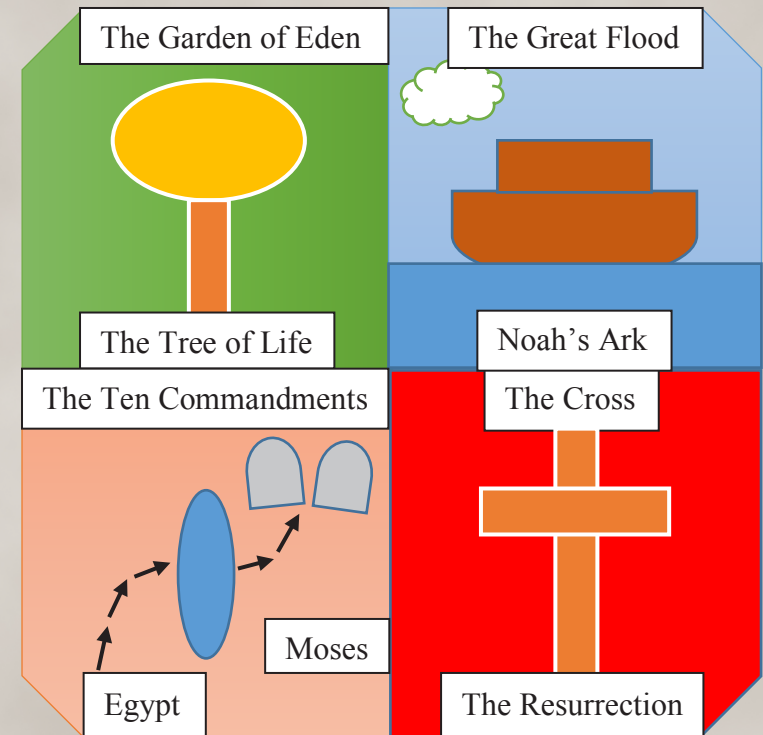 The Garden of Eden
The Great Flood
The Tree of Life
Noah’s Ark
The Ten Commandments
The Cross
Moses
Egypt
The Resurrection